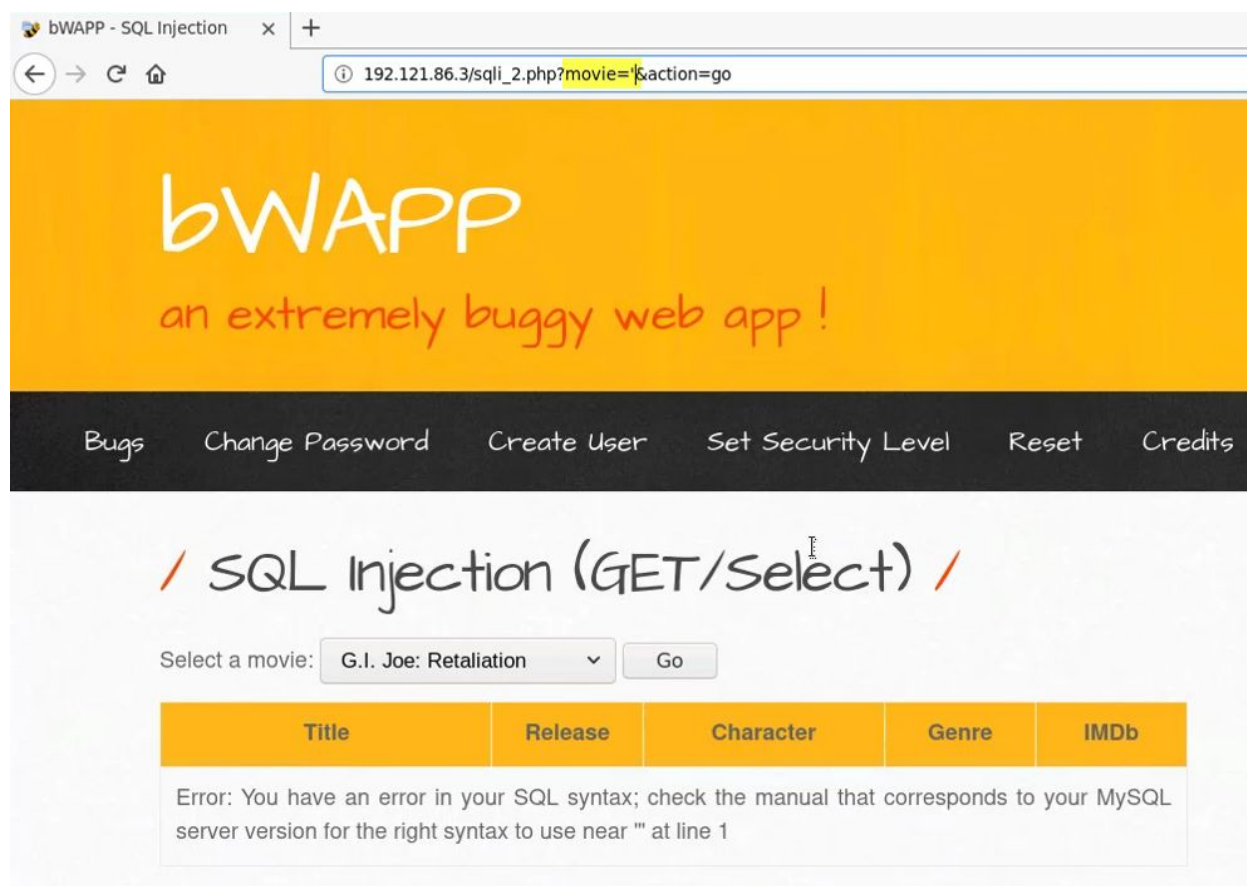 bWAPP - SQL Injection × +
192.121.86.3/sqli_2.php?movie='&action=go
bWAPP
an extremely buggy web app !
Bugs Change Password Create User Set Security Level Reset Credits
/ SQL Injection (GET/Select) /
Select a movie: G.I. Joe: Retaliation Go
Title Release Character Genre IMDb
Error: You have an error in your SQL syntax; check the manual that corresponds to your MySQL
server version for the right syntax to use near ''' at line 1